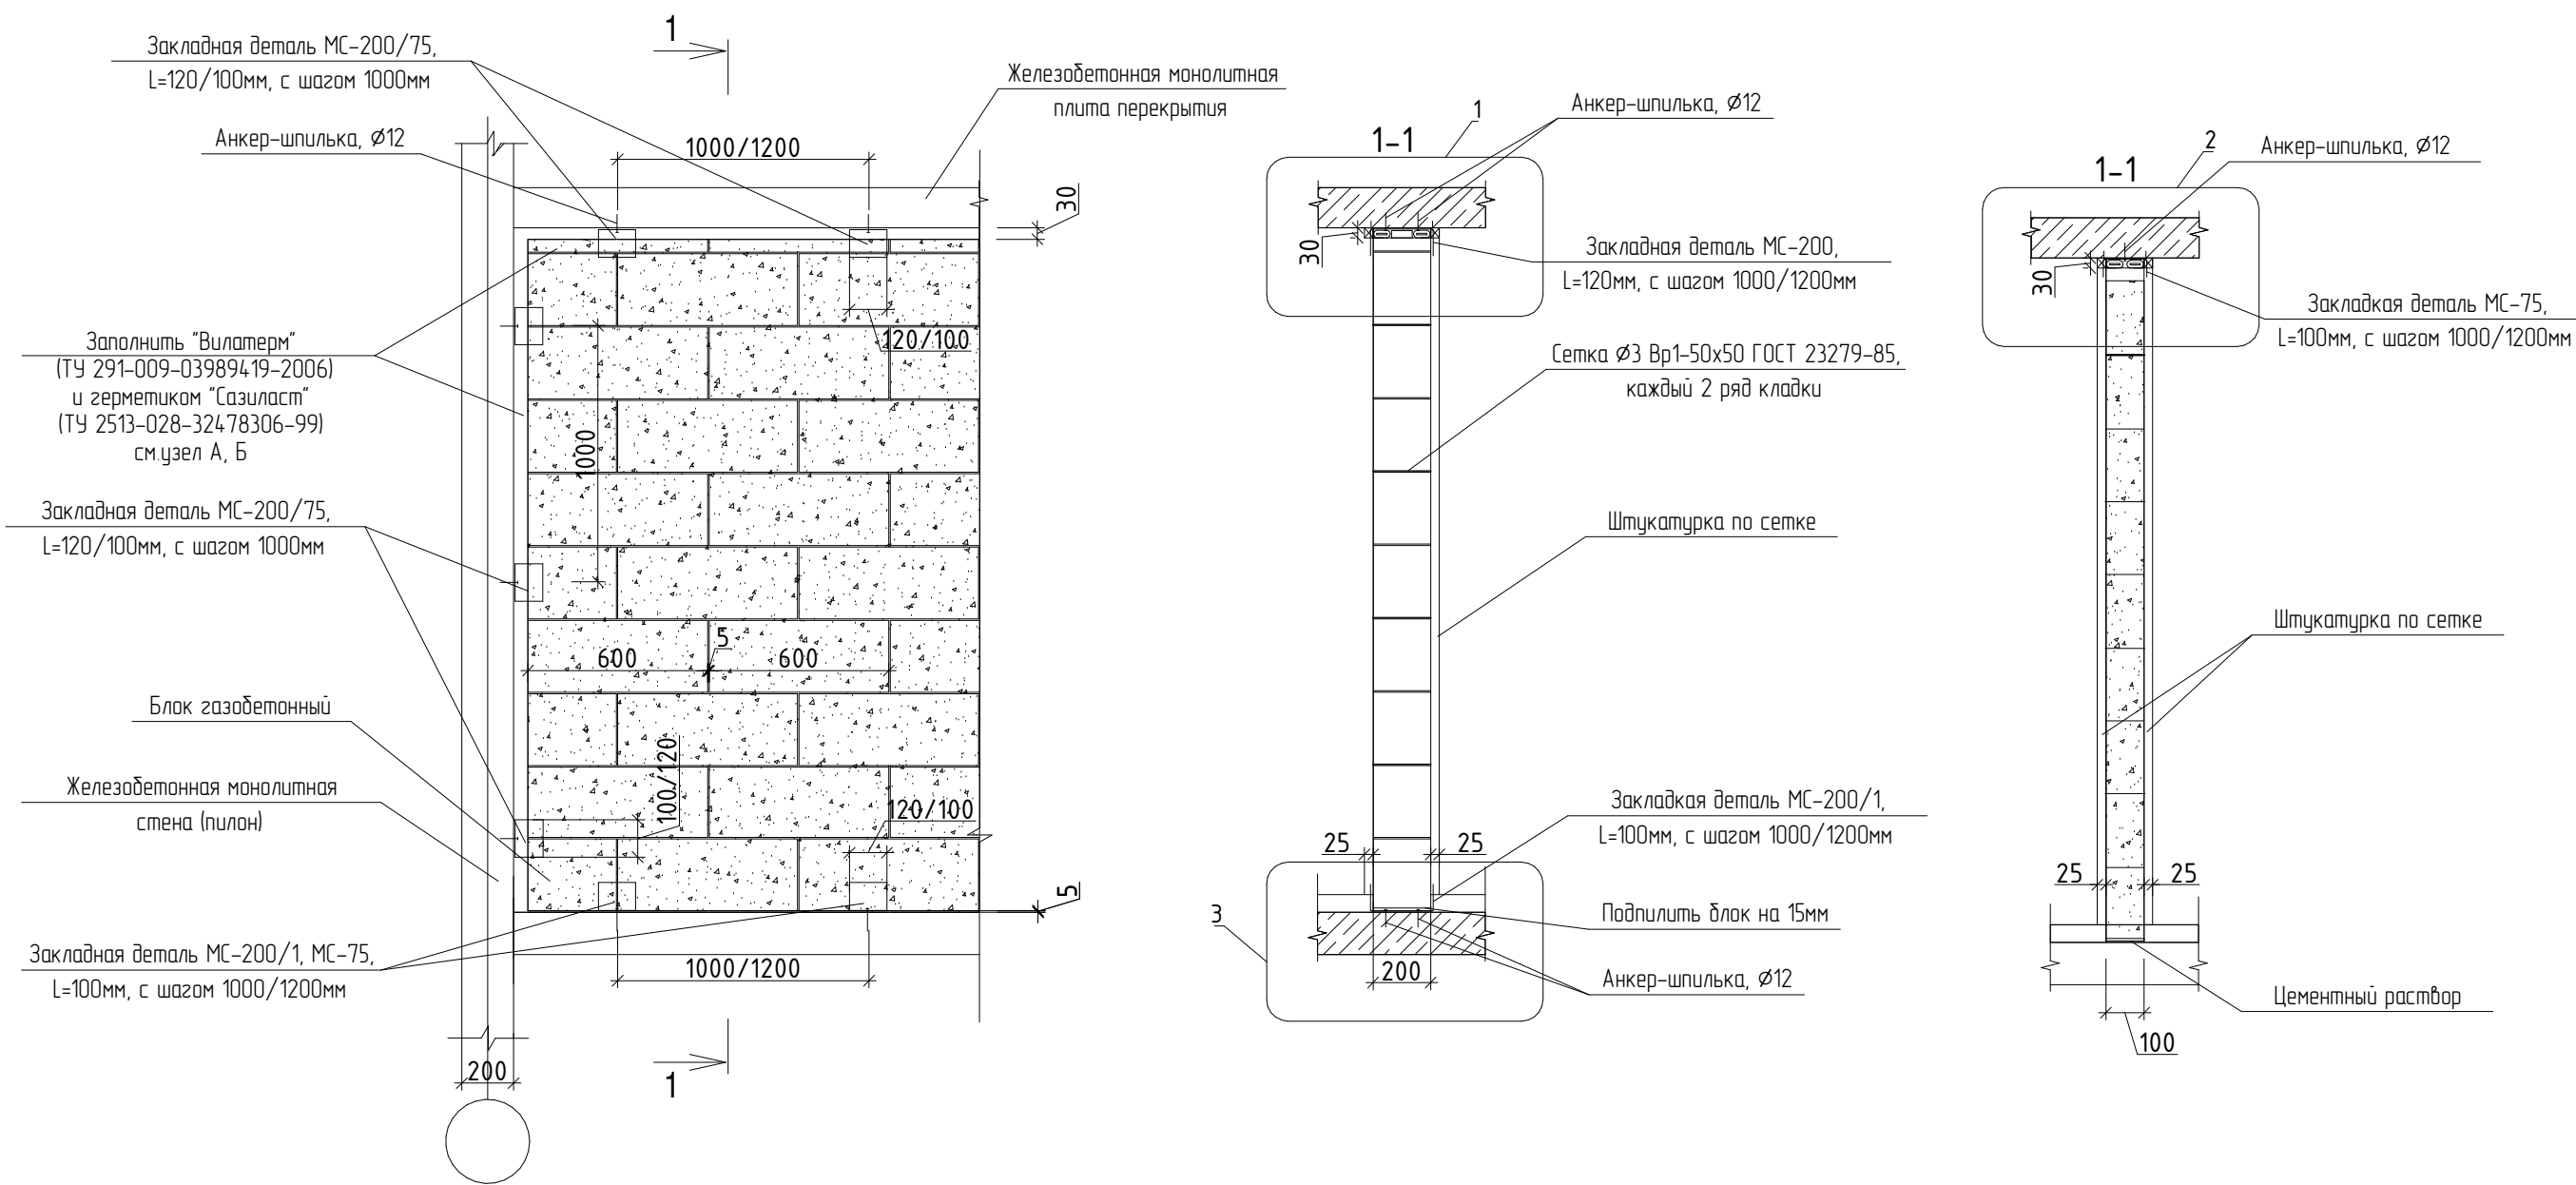 Закладная деталь МС-200/75,
L=120/100мм, с шагом 1000мм
Анкер-шпилька, Ø12
1
Железобетонная монолитная
плита перекрытия
1000/1200
30
120/100
Заполнить "Вилатерм"
(ТУ 291-009-03989419-2006)
и герметиком "Сазиласт"
(ТУ 2513-028-32478306-99)
см.узел А, Б
1000
Закладная деталь МС-200/75,
L=120/100мм, с шагом 1000мм
600
5
600
Блок газобетонный
100/120
Железобетонная монолитная
стена (пилон)
120/100
5
Закладная деталь МС-200/1, МС-75,
L=100мм, с шагом 1000/1200мм
1000/1200
200
1
1-1
1
Анкер-шпилька, Ø12
30
Закладная деталь МС-200,
L=120мм, с шагом 1000/1200мм
Сетка Ø3 Вр1-50х50 ГОСТ 23279-85,
каждый 2 ряд кладки
Штукатурка по сетке
Закладкая деталь МС-200/1,
L=100мм, с шагом 1000/1200мм
25
25
3
Подпилить блок на 15мм
200
Анкер-шпилька, Ø12
1-1
2
Анкер-шпилька, Ø12
30
Закладкая деталь МС-75,
L=100мм, с шагом 1000/1200мм
Штукатурка по сетке
25
25
Цементный раствор
100